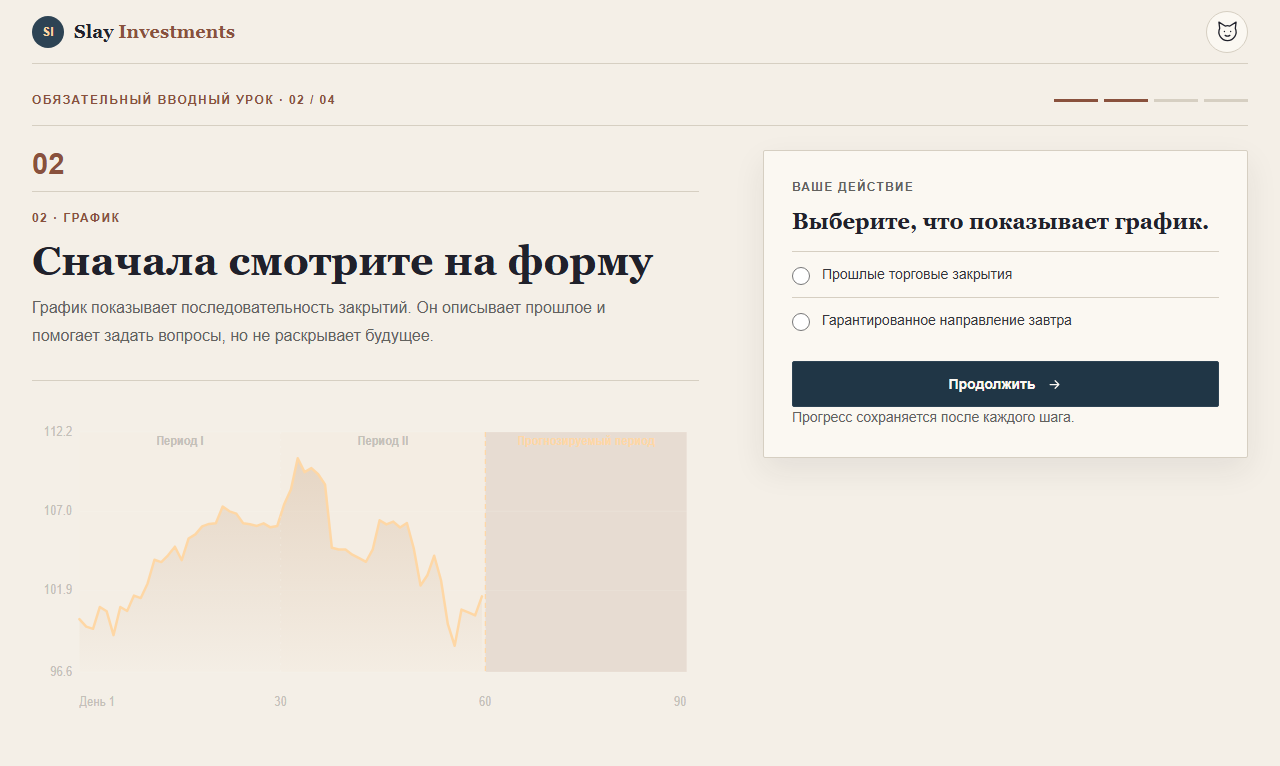 SI Slay Investments
ОБЯЗАТЕЛЬНЫЙ ВВОДНЫЙ УРОК · 02 / 04
02
02 · ГРАФИК
Сначала смотрите на форму
График показывает последовательность закрытий. Он описывает прошлое и
помогает задать вопросы, но не раскрывает будущее.
112.2
Период I
Период II
107.0
101.9
96.6
День 1
30
60
90
ВАШЕ ДЕЙСТВИЕ
Выберите, что показывает график.
Прошлые торговые закрытия
Гарантированное направление завтра
Продолжить →
Прогресс сохраняется после каждого шага.